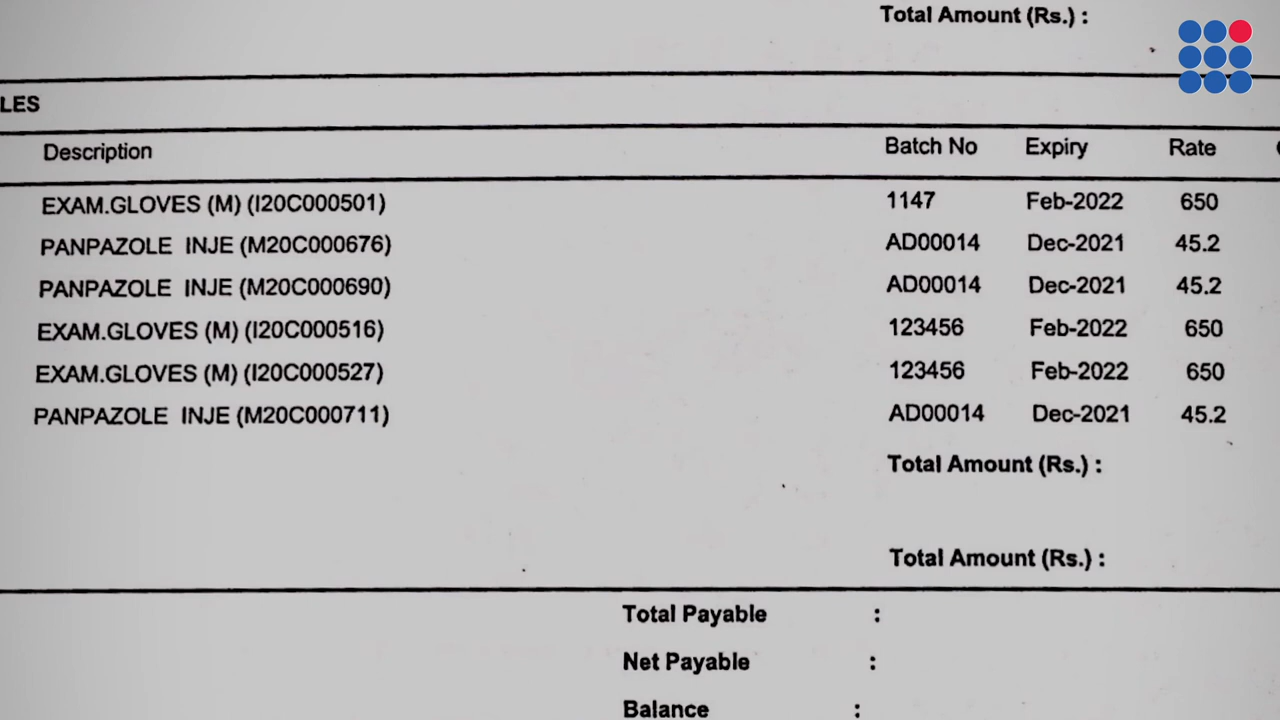 Total Amount (Rs.) :
LES
Description Batch No Expiry Rate
EXAM.GLOVES (M) (I20C000501) 1147 Feb-2022 650
PANPAZOLE INJE (M20C000676) AD00014 Dec-2021 45.2
PANPAZOLE INJE (M20C000690) AD00014 Dec-2021 45.2
EXAM.GLOVES (M) (I20C000516) 123456 Feb-2022 650
EXAM.GLOVES (M) (I20C000527) 123456 Feb-2022 650
PANPAZOLE INJE (M20C000711) AD00014 Dec-2021 45.2
Total Amount (Rs.) :
Total Amount (Rs.) :
Total Payable :
Net Payable :
Balance :